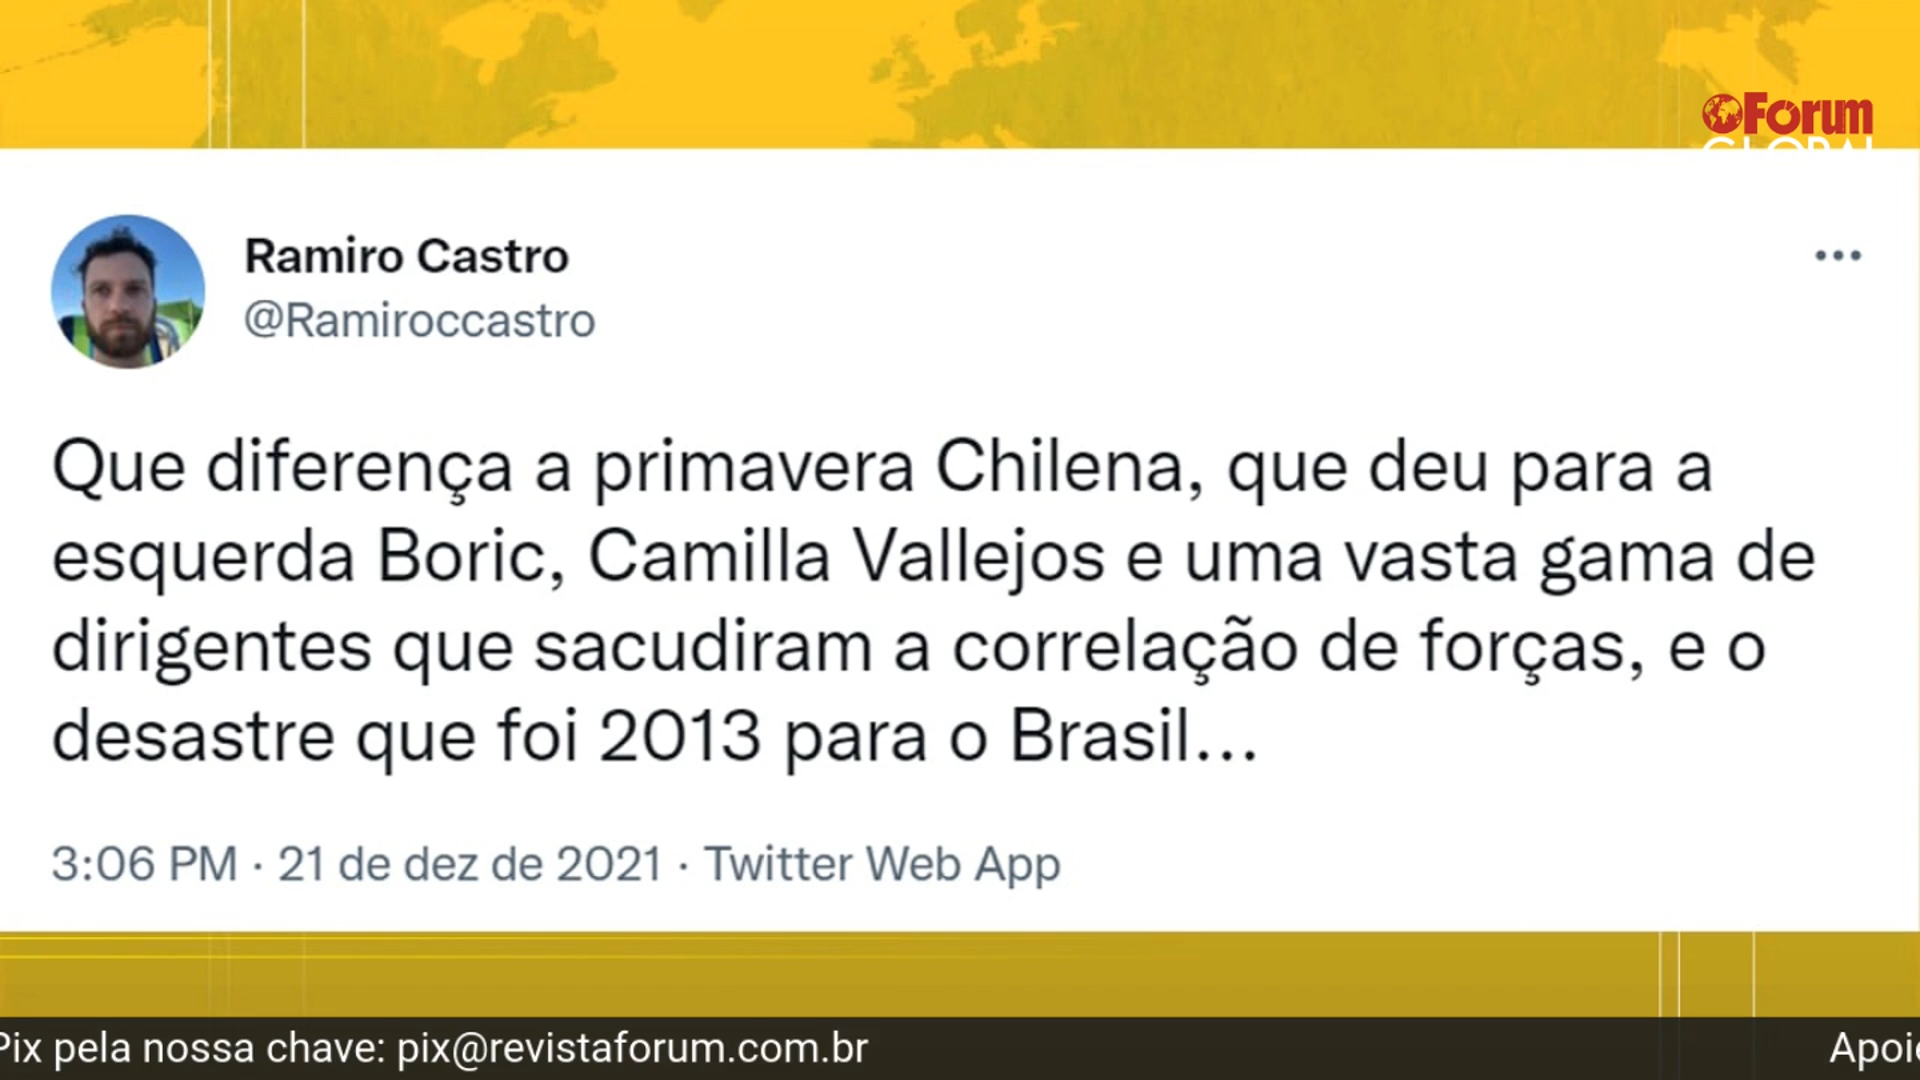 Forum
GLOBAL
Ramiro Castro
@Ramiroccastro
Que diferença a primavera Chilena, que deu para a
esquerda Boric, Camilla Vallejos e uma vasta gama de
dirigentes que sacudiram a correlação de forças, e o
desastre que foi 2013 para o Brasil...
3:06 PM · 21 de dez de 2021 · Twitter Web App
Pix pela nossa chave: pix@revistaforum.com.br Apoie